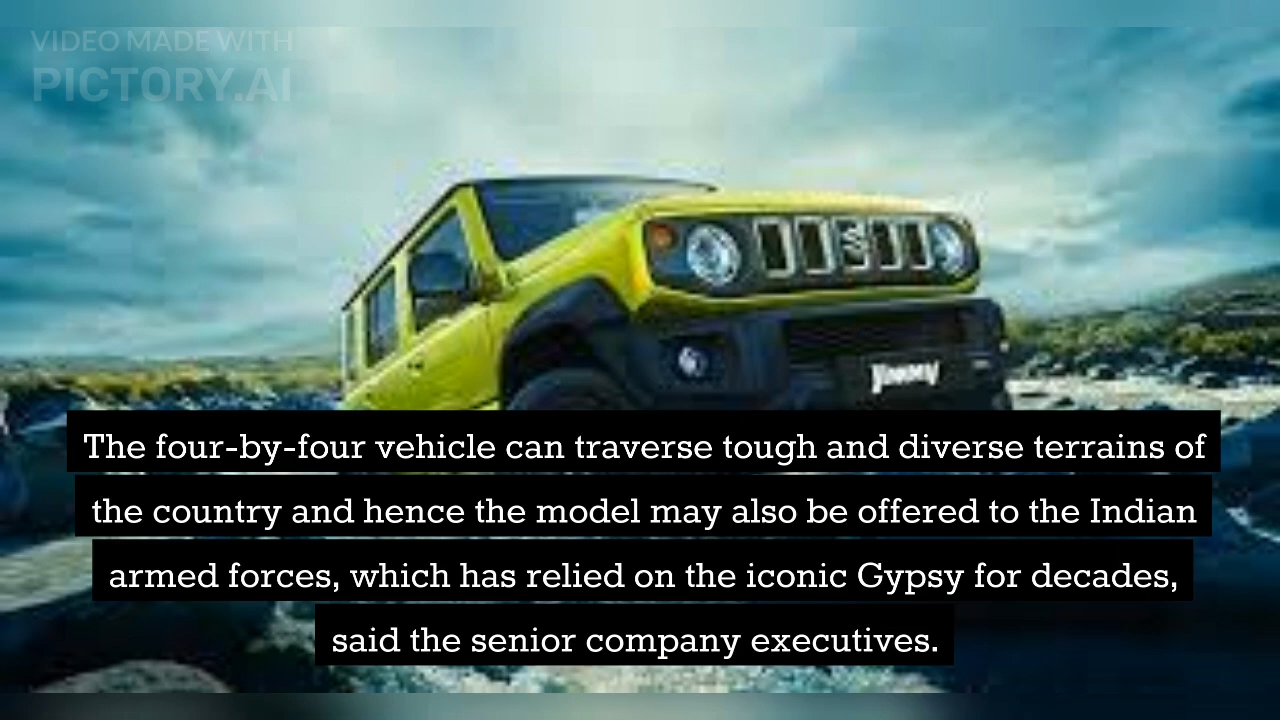 VIDEO MADE WITH
PICTORY.AI
Jimny
The four-by-four vehicle can traverse tough and diverse terrains of
the country and hence the model may also be offered to the Indian
armed forces, which has relied on the iconic Gypsy for decades,
said the senior company executives.